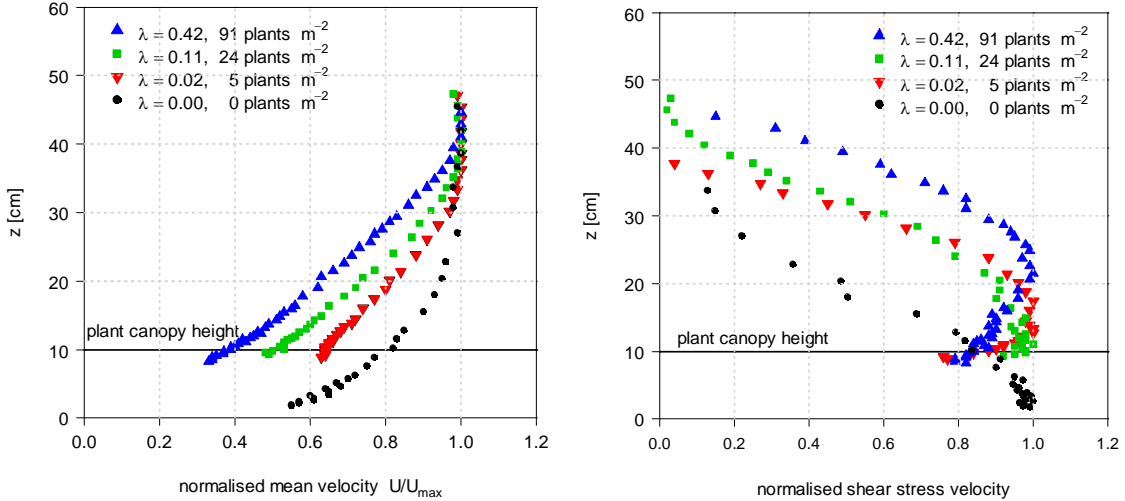 60
50
40
30
20
10
0
z [cm]
λ = 0.42, 91 plants m⁻²
λ = 0.11, 24 plants m⁻²
λ = 0.02, 5 plants m⁻²
λ = 0.00, 0 plants m⁻²
plant canopy height
0.0 0.2 0.4 0.6 0.8 1.0 1.2
normalised mean velocity U/Umax
60
50
40
30
20
10
0
z [cm]
λ = 0.42, 91 plants m⁻²
λ = 0.11, 24 plants m⁻²
λ = 0.02, 5 plants m⁻²
λ = 0.00, 0 plants m⁻²
plant canopy height
0.0 0.2 0.4 0.6 0.8 1.0 1.2
normalised shear stress velocity